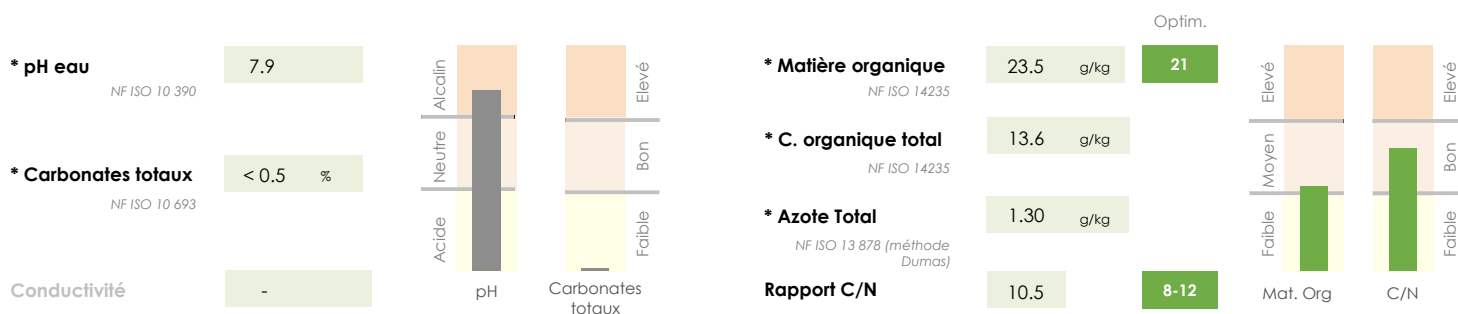 Optim.
* pH eau 7.9
NF ISO 10 390
* Carbonates totaux < 0.5 %
NF ISO 10 693
Conductivité -
Alcalin
Neutre
Acide
Elevé
Bon
Faible
pH
Carbonates
totaux
* Matière organique 23.5 g/kg 21
NF ISO 14235
* C. organique total 13.6 g/kg
NF ISO 14235
* Azote Total 1.30 g/kg
NF ISO 13 878 (méthode
Dumas)
Rapport C/N 10.5 8-12
Elevé
Moyen
Faible
Elevé
Bon
Faible
Mat. Org
C/N